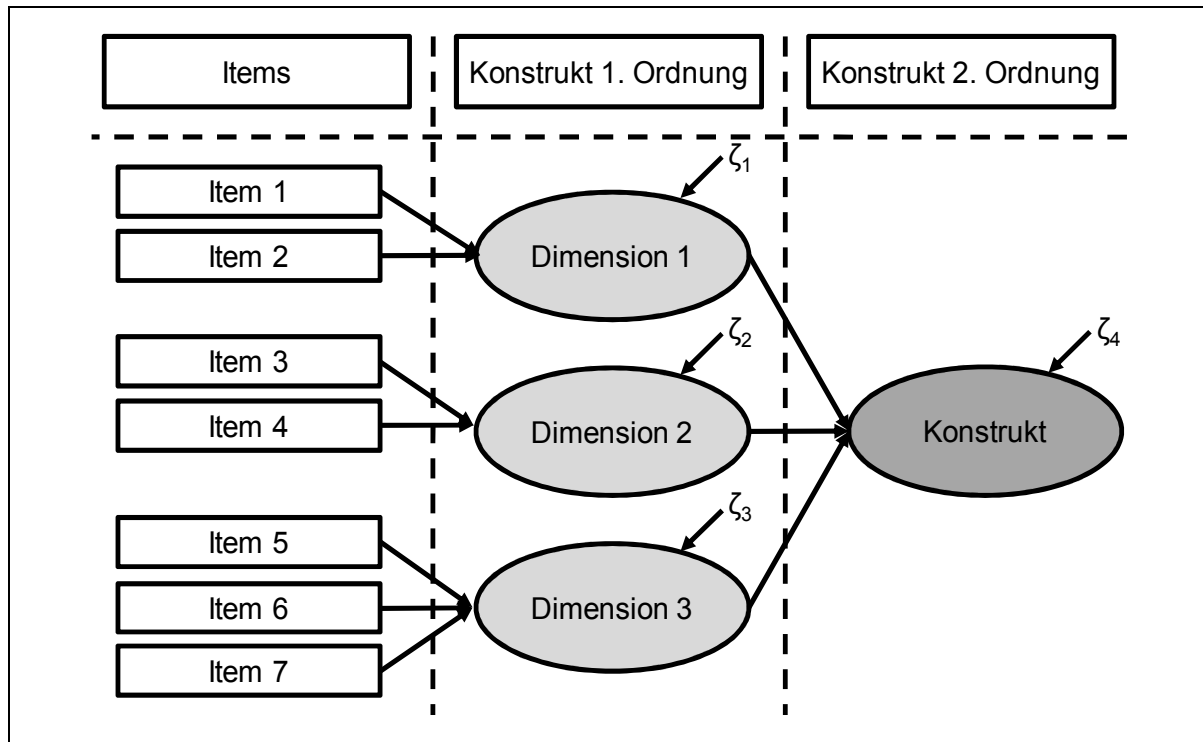 Items
Konstrukt 1. Ordnung
Konstrukt 2. Ordnung
Item 1
Item 2
Item 3
Item 4
Item 5
Item 6
Item 7
ζ1
Dimension 1
ζ2
Dimension 2
ζ3
Dimension 3
ζ4
Konstrukt